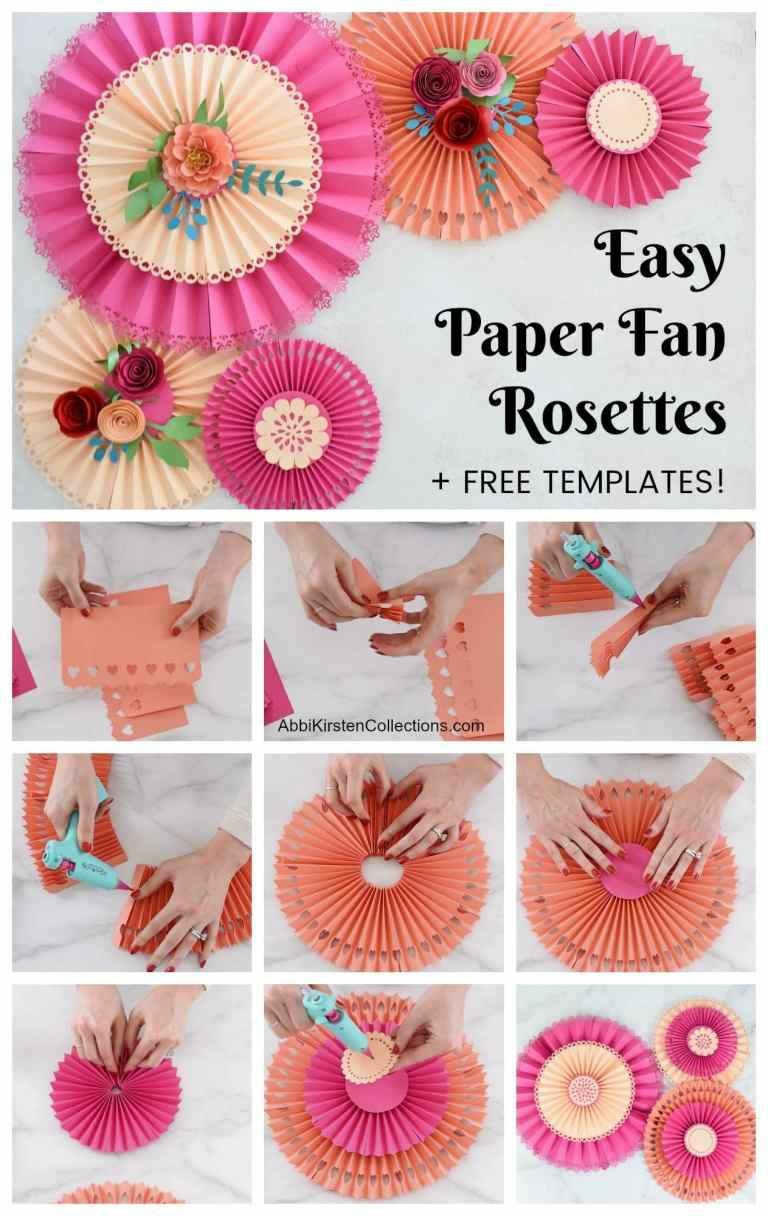 Easy
Paper Fan
Rosettes
+ FREE TEMPLATES!
AbbiKirstenCollections.com